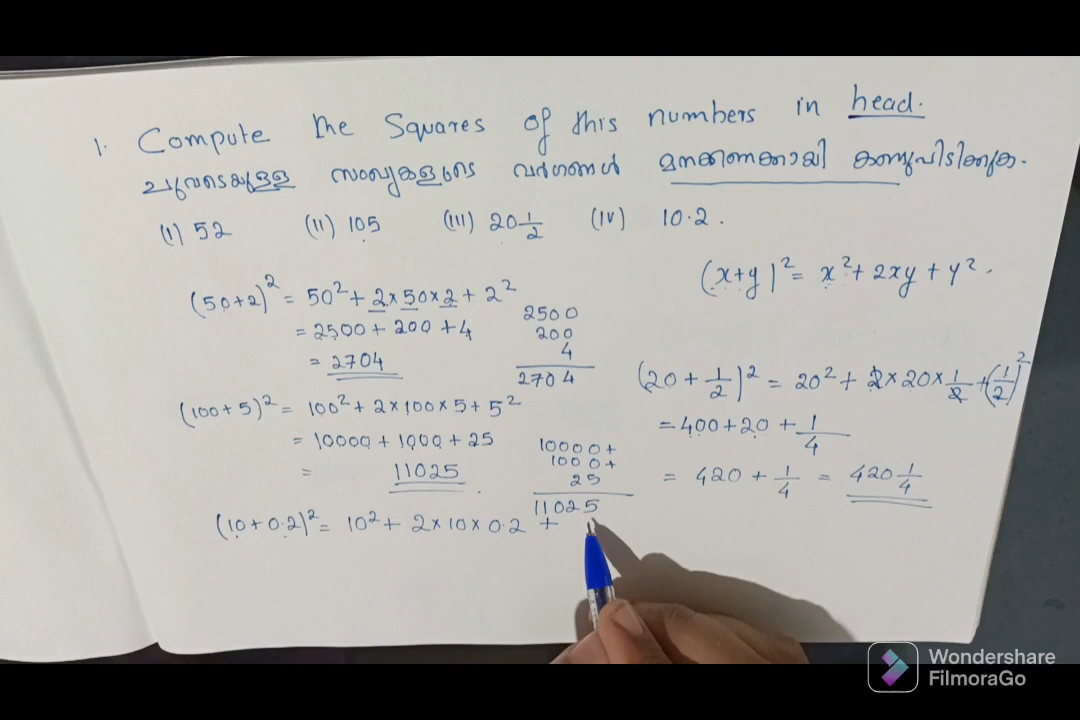 1. Compute the Squares of this numbers in head.
ചുവടെയുള്ള സംഖ്യകളുടെ വർഗങ്ങൾ മനക്കണക്കായി കണ്ടുപിടിക്കുക.
(I) 52 (II) 105 (III) 20 1/2 (IV) 10.2.
(x+y)² = x² + 2xy + y².
(50+2)² = 50² + 2×50×2 + 2²
= 2500 + 200 + 4
= 2704
2500
200
4
2704
(100+5)² = 100² + 2×100×5 + 5²
= 10000 + 1000 + 25
= 11025
10000+
1000+
25
11025
(10+0.2)² = 10² + 2×10×0.2 +
(20 + 1/2)² = 20² + 2×20×1/2 + (1/2)²
= 400 + 20 + 1/4
= 420 + 1/4 = 420 1/4
Wondershare
FilmoraGo